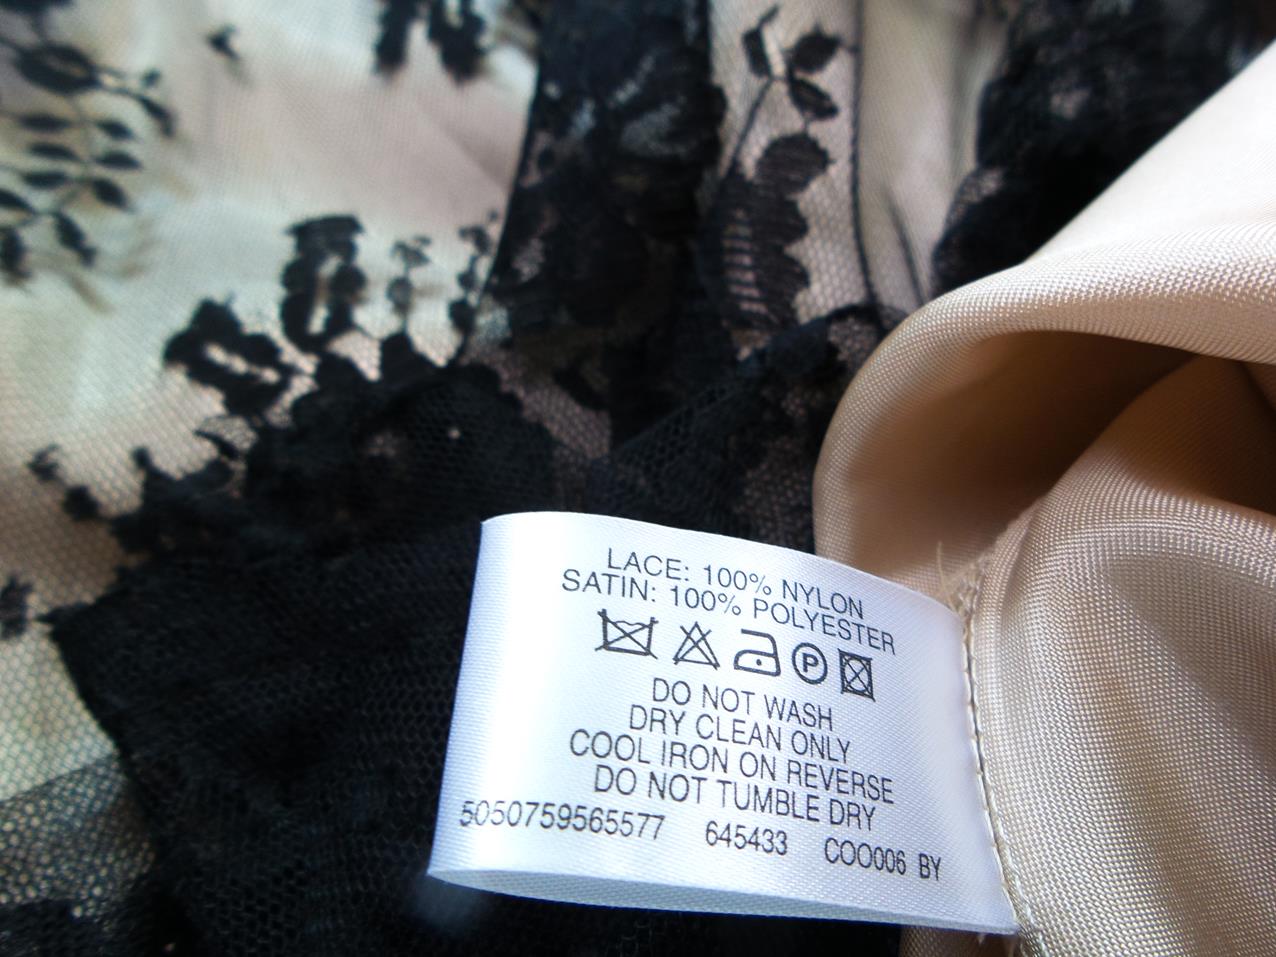 LACE: 100% NYLON
SATIN: 100% POLYESTER
P
DO NOT WASH
DRY CLEAN ONLY
COOL IRON ON REVERSE
DO NOT TUMBLE DRY
5050759565577 645433 COO006 BY